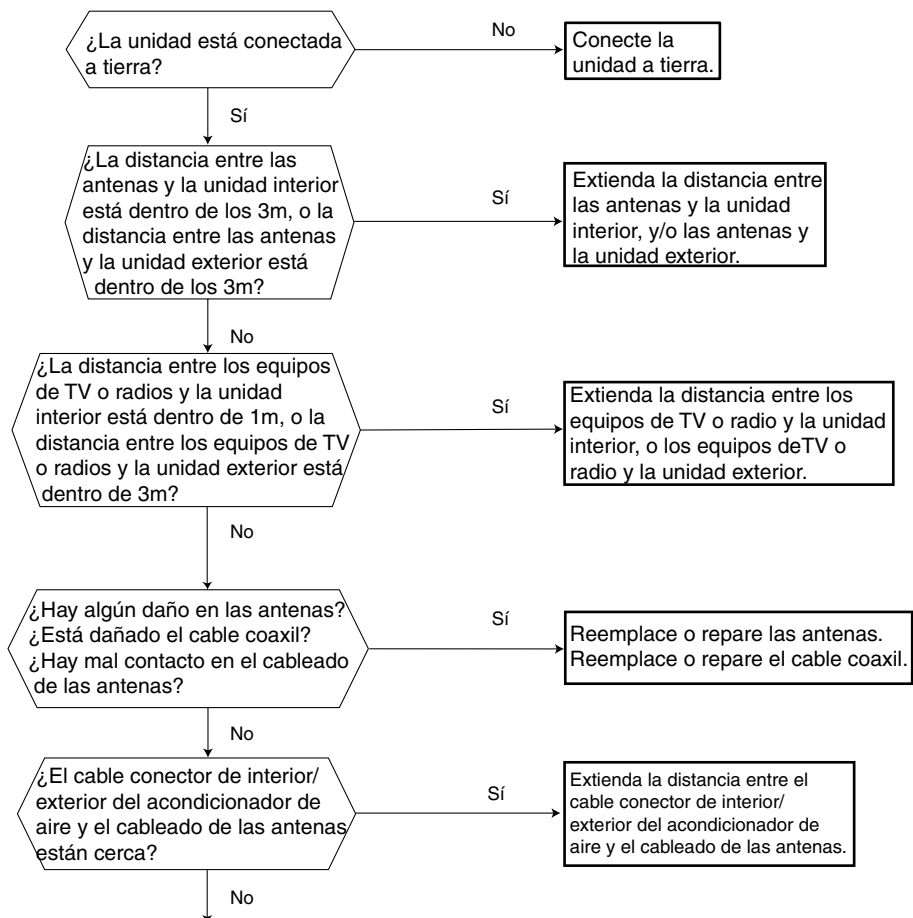 ¿La unidad está conectada
a tierra?
No
Conecte la
unidad a tierra.
Sí
¿La distancia entre las
antenas y la unidad interior
está dentro de los 3m, o la
distancia entre las antenas
y la unidad exterior está
dentro de los 3m?
Sí
Extienda la distancia entre
las antenas y la unidad
interior, y/o las antenas y
la unidad exterior.
No
¿La distancia entre los equipos
de TV o radios y la unidad
interior está dentro de 1m, o la
distancia entre los equipos de TV
o radios y la unidad exterior está
dentro de 3m?
Sí
Extienda la distancia entre los
equipos de TV o radio y la unidad
interior, o los equipos deTV o
radio y la unidad exterior.
No
¿Hay algún daño en las antenas?
¿Está dañado el cable coaxil?
¿Hay mal contacto en el cableado
de las antenas?
Sí
Reemplace o repare las antenas.
Reemplace o repare el cable coaxil.
No
¿El cable conector de interior/
exterior del acondicionador de
aire y el cableado de las antenas
están cerca?
Sí
Extienda la distancia entre el
cable conector de interior/
exterior del acondicionador de
aire y el cableado de las antenas.
No